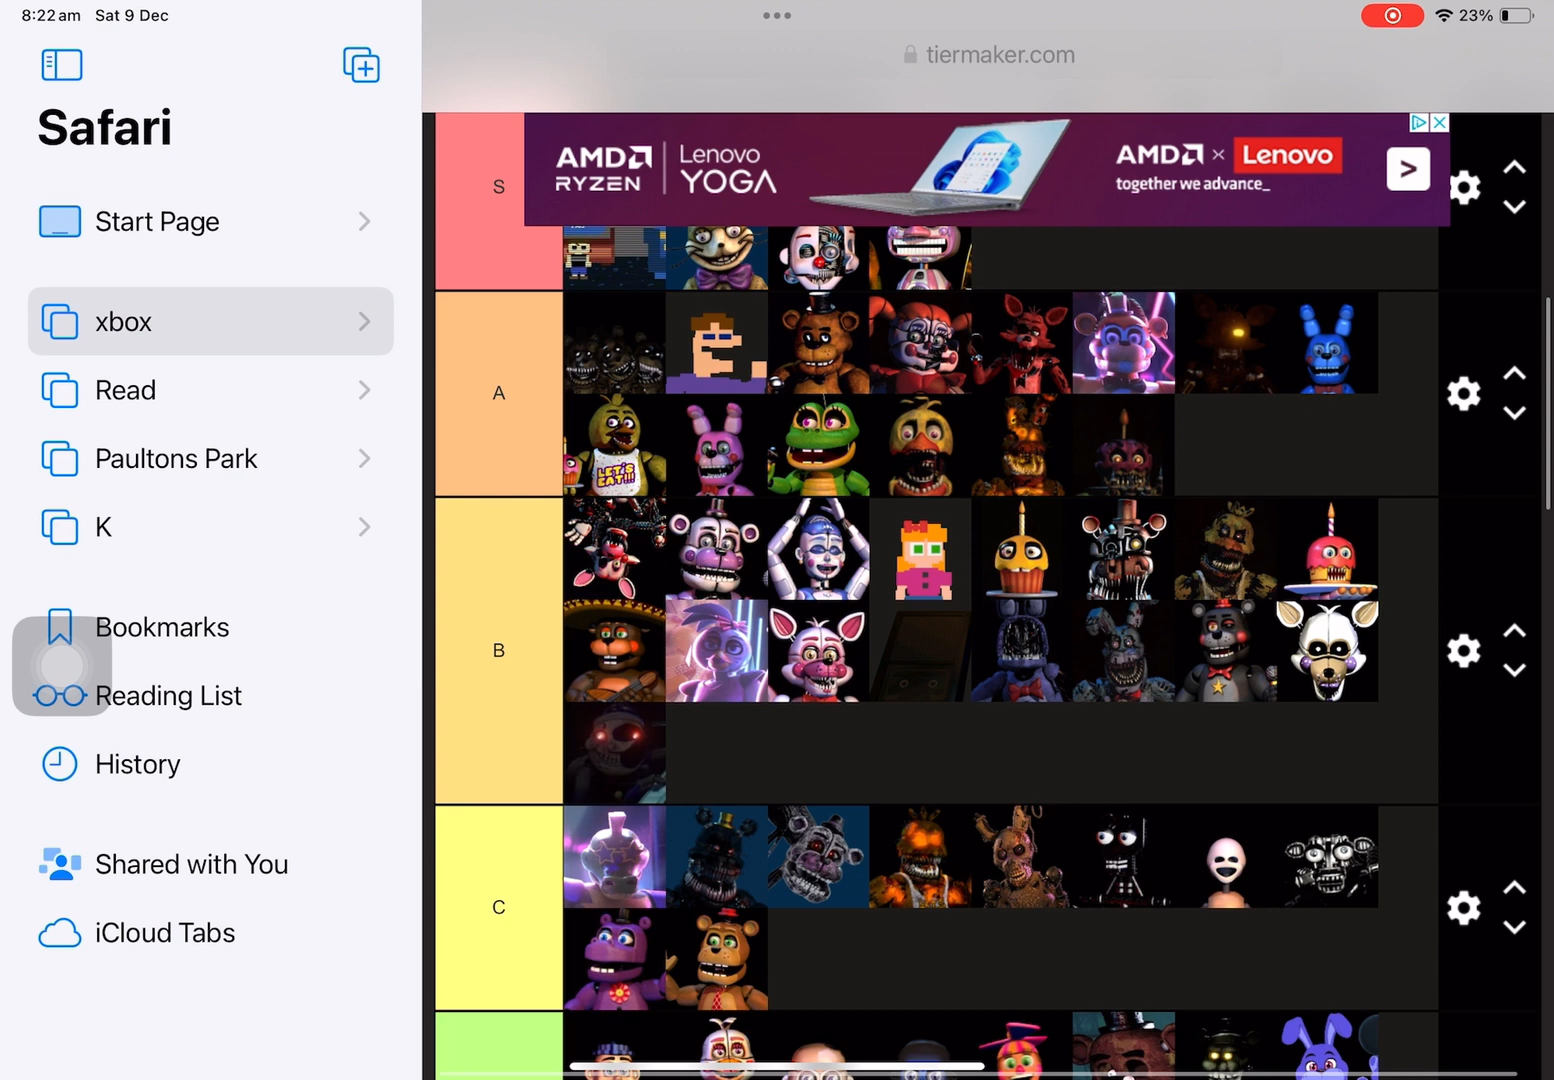 8:22 am Sat 9 Dec
23%
tiermaker.com
Safari
Start Page
xbox
Read
Paultons Park
K
Bookmarks
Reading List
History
Shared with You
iCloud Tabs
S
AMD
RYZEN
Lenovo
YOGA
AMD × Lenovo
together we advance_
>
A
LET'S
EAT!!!
B
C